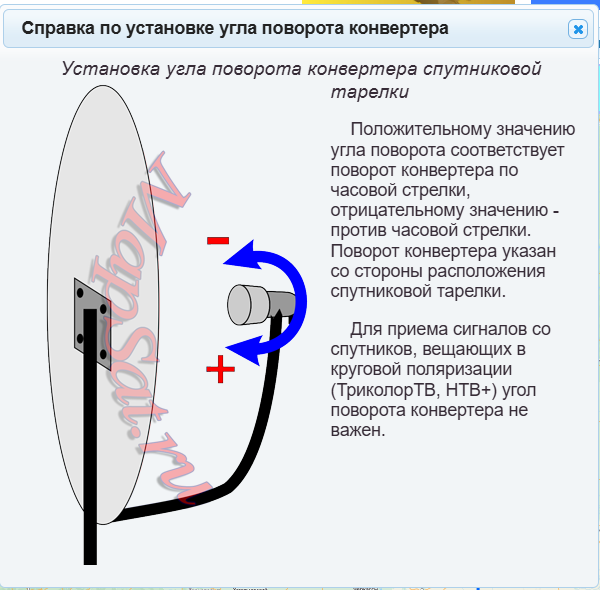 Справка по установке угла поворота конвертера
Установка угла поворота конвертера спутниковой
тарелки
Положительному значению
угла поворота соответствует
поворот конвертера по
часовой стрелки,
отрицательному значению -
против часовой стрелки.
Поворот конвертера указан
со стороны расположения
спутниковой тарелки.
Для приема сигналов со
спутников, вещающих в
круговой поляризации
(ТриколорТВ, НТВ+) угол
поворота конвертера не
важен.
−
+
MapSat.ru